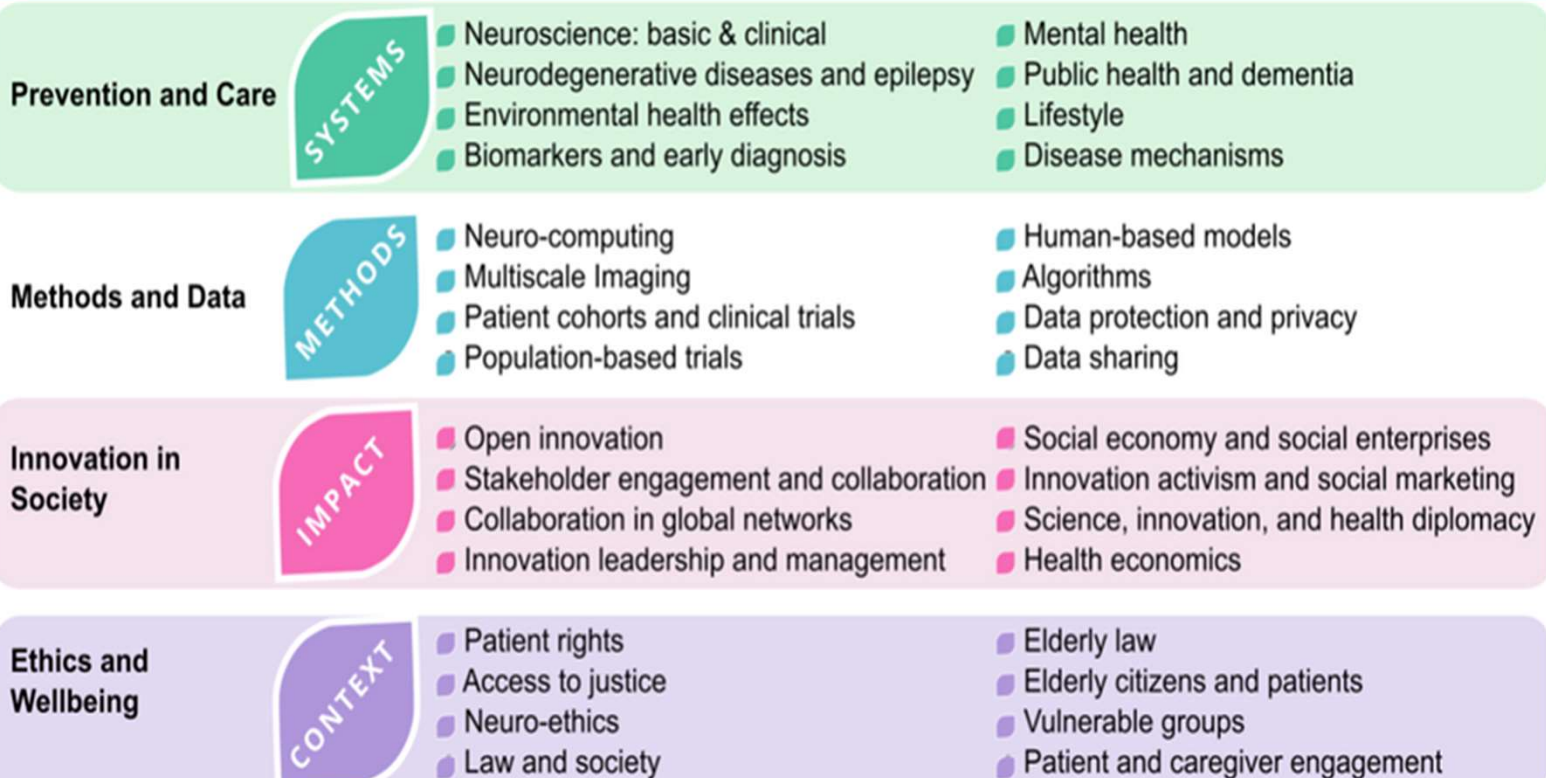 Prevention and Care
SYSTEMS
Neuroscience: basic & clinical
Neurodegenerative diseases and epilepsy
Environmental health effects
Biomarkers and early diagnosis
Mental health
Public health and dementia
Lifestyle
Disease mechanisms
Methods and Data
METHODS
Neuro-computing
Multiscale Imaging
Patient cohorts and clinical trials
Population-based trials
Human-based models
Algorithms
Data protection and privacy
Data sharing
Innovation in
Society
IMPACT
Open innovation
Stakeholder engagement and collaboration
Collaboration in global networks
Innovation leadership and management
Social economy and social enterprises
Innovation activism and social marketing
Science, innovation, and health diplomacy
Health economics
Ethics and
Wellbeing
CONTEXT
Patient rights
Access to justice
Neuro-ethics
Law and society
Elderly law
Elderly citizens and patients
Vulnerable groups
Patient and caregiver engagement